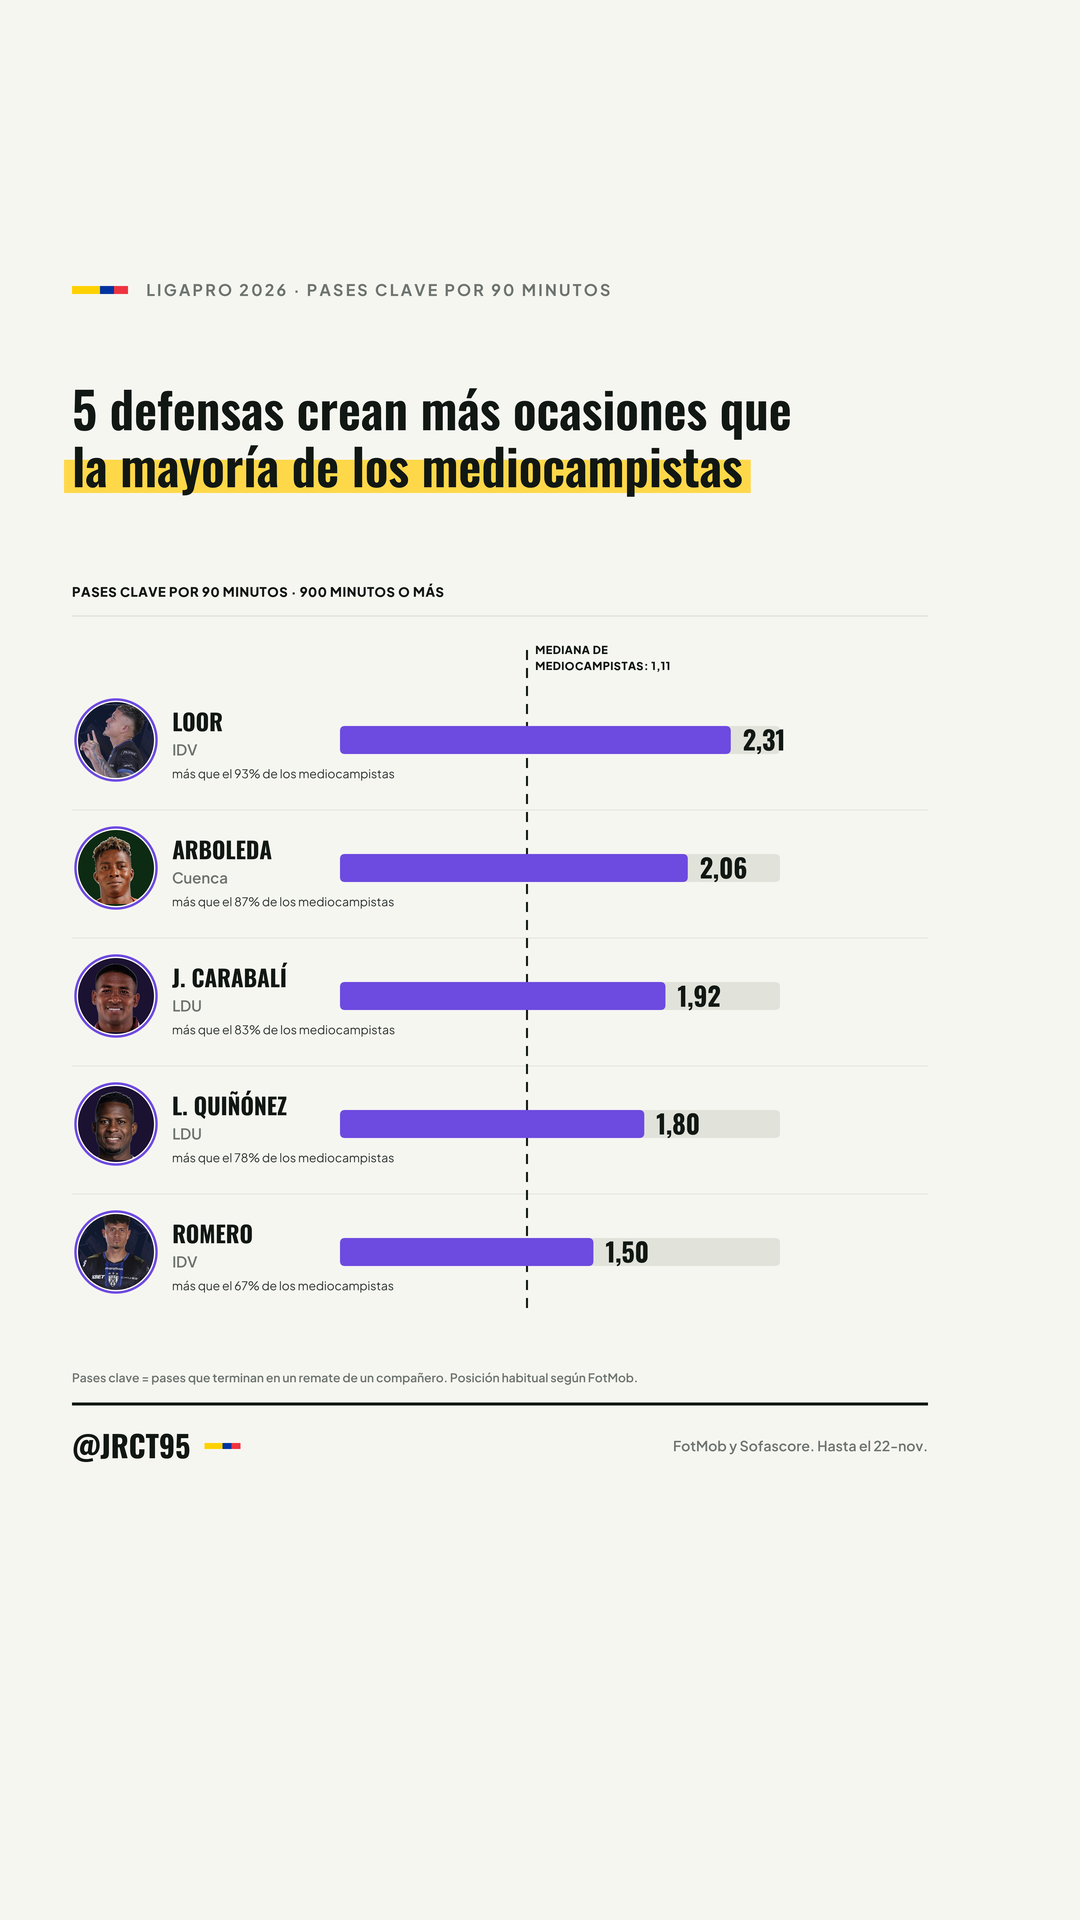 LIGAPRO 2026 · PASES CLAVE POR 90 MINUTOS
5 defensas crean más ocasiones que
la mayoría de los mediocampistas
PASES CLAVE POR 90 MINUTOS · 900 MINUTOS O MÁS
MEDIANA DE
MEDIOCAMPISTAS: 1,11
LOOR
IDV
más que el 93% de los mediocampistas
2,31
ARBOLEDA
Cuenca
más que el 87% de los mediocampistas
2,06
J. CARABALÍ
LDU
más que el 83% de los mediocampistas
1,92
L. QUIÑÓNEZ
LDU
más que el 78% de los mediocampistas
1,80
ROMERO
IDV
más que el 67% de los mediocampistas
1,50
Pases clave = pases que terminan en un remate de un compañero. Posición habitual según FotMob.
@JRCT95
FotMob y Sofascore. Hasta el 22-nov.